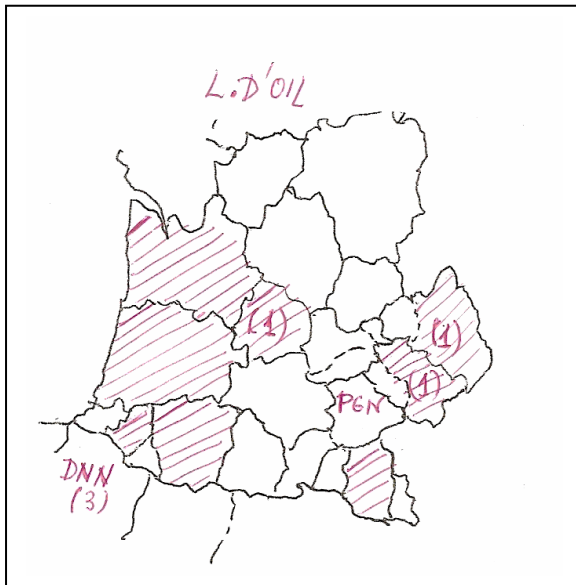 L.D'OIL
(1)
(1)
(1)
PGN
DNN
(3)